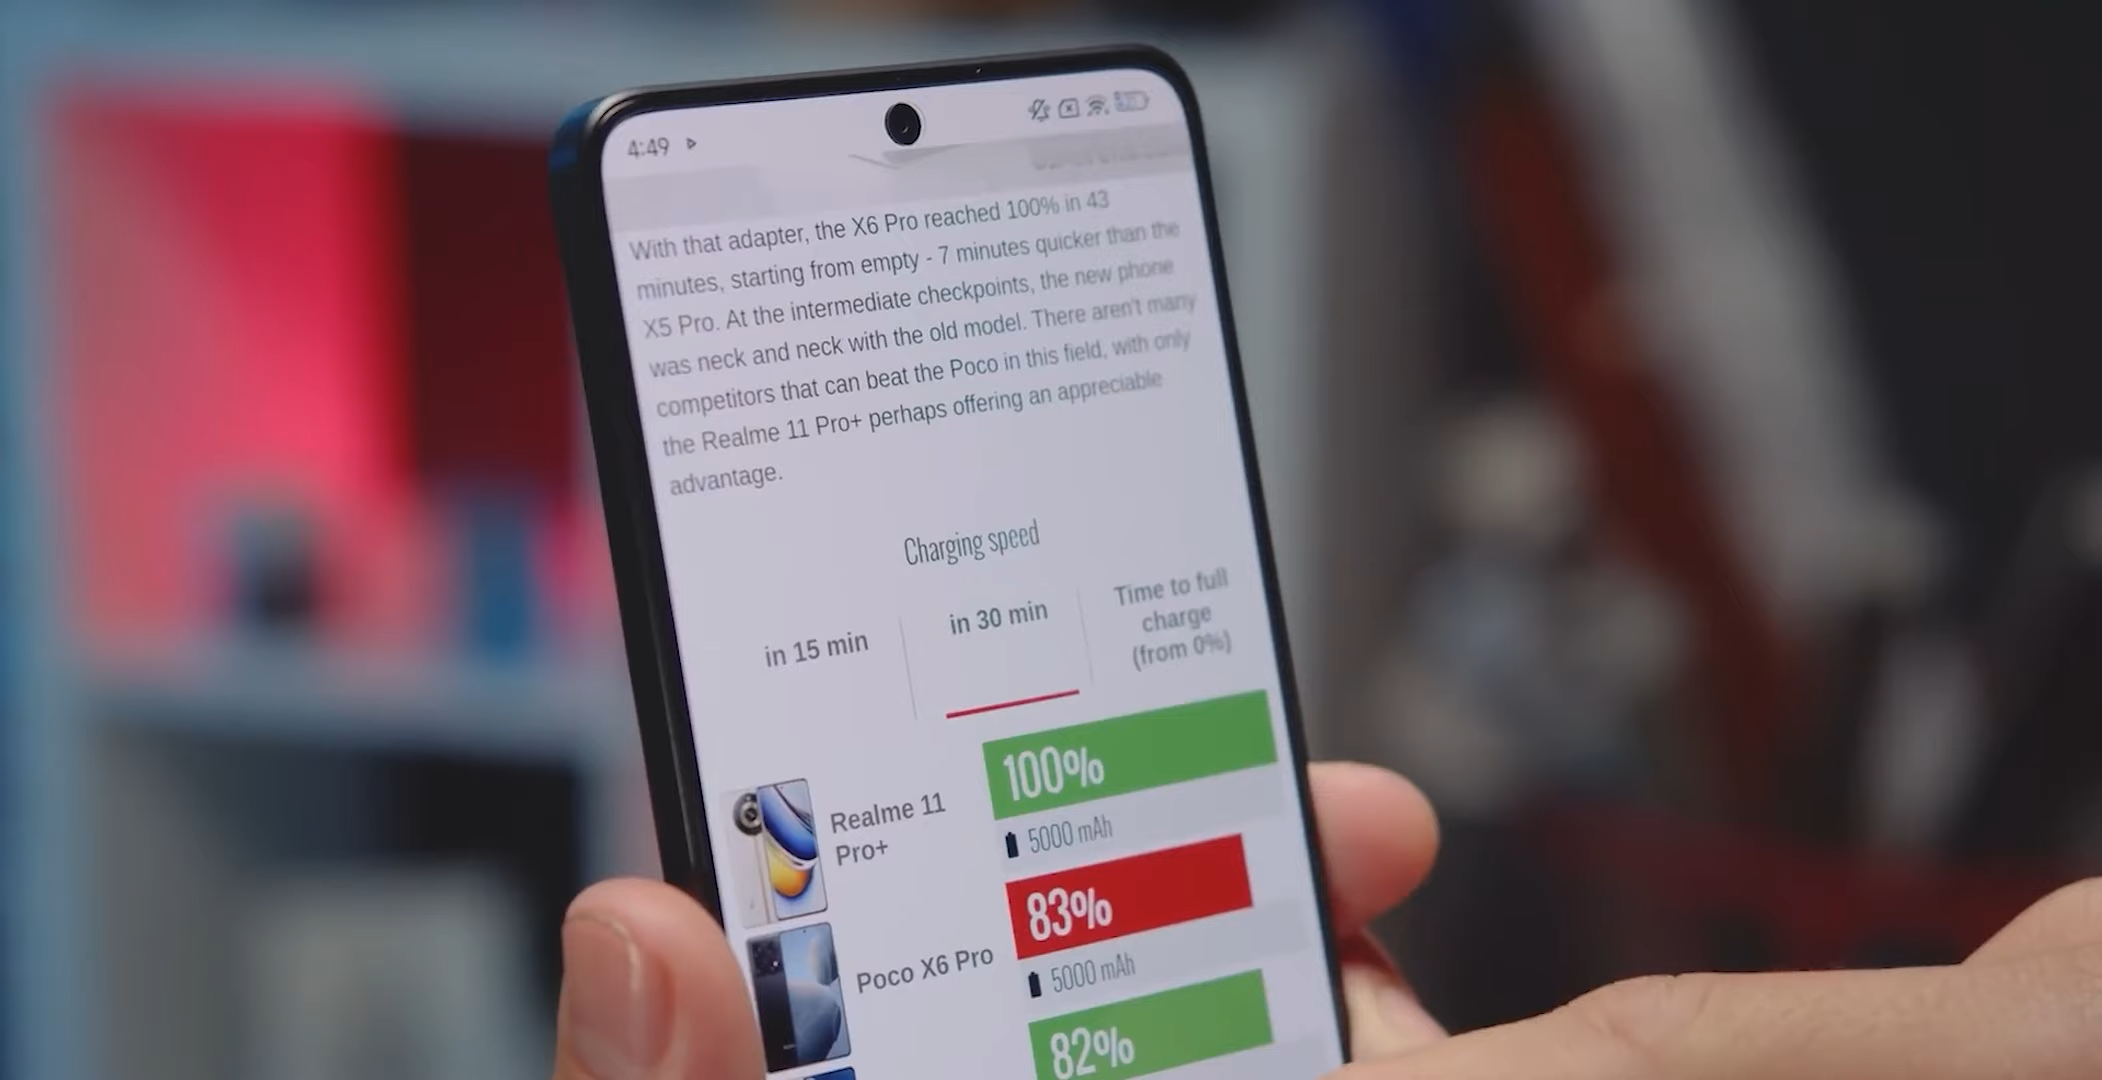 4:49
With that adapter, the X6 Pro reached 100% in 43
minutes, starting from empty - 7 minutes quicker than the
X5 Pro. At the intermediate checkpoints, the new phone
was neck and neck with the old model. There aren't many
competitors that can beat the Poco in this field, with only
the Realme 11 Pro+ perhaps offering an appreciable
advantage.
Charging speed
in 15 min
in 30 min
Time to full
charge
(from 0%)
Realme 11
Pro+
100%
5000 mAh
Poco X6 Pro
83%
5000 mAh
82%